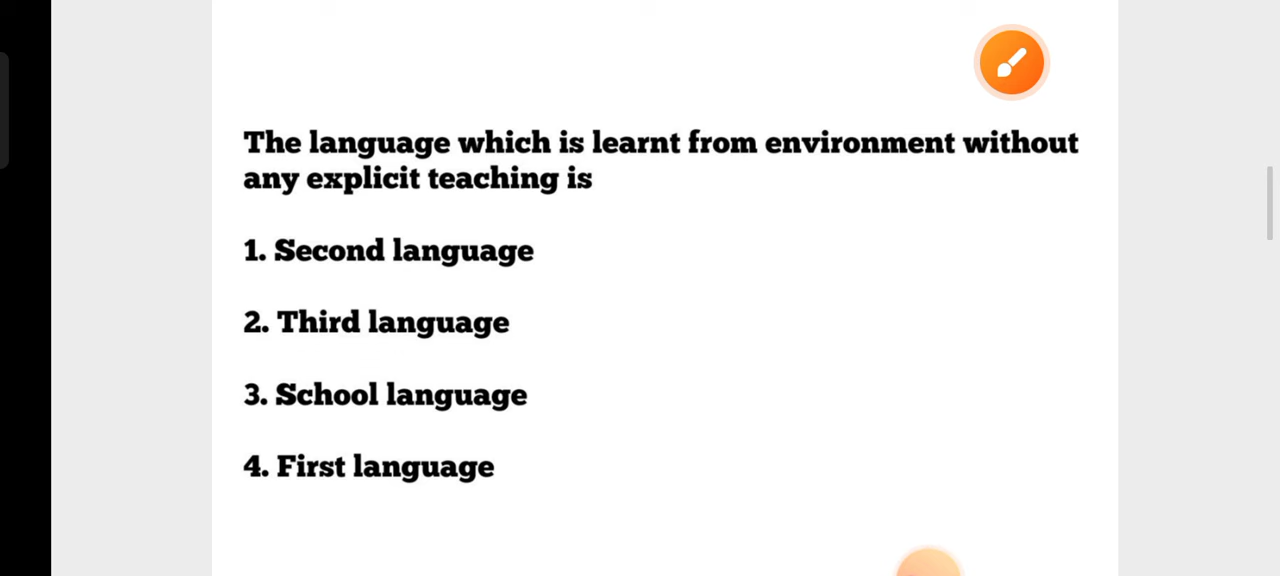 The language which is learnt from environment without
any explicit teaching is
1. Second language
2. Third language
3. School language
4. First language